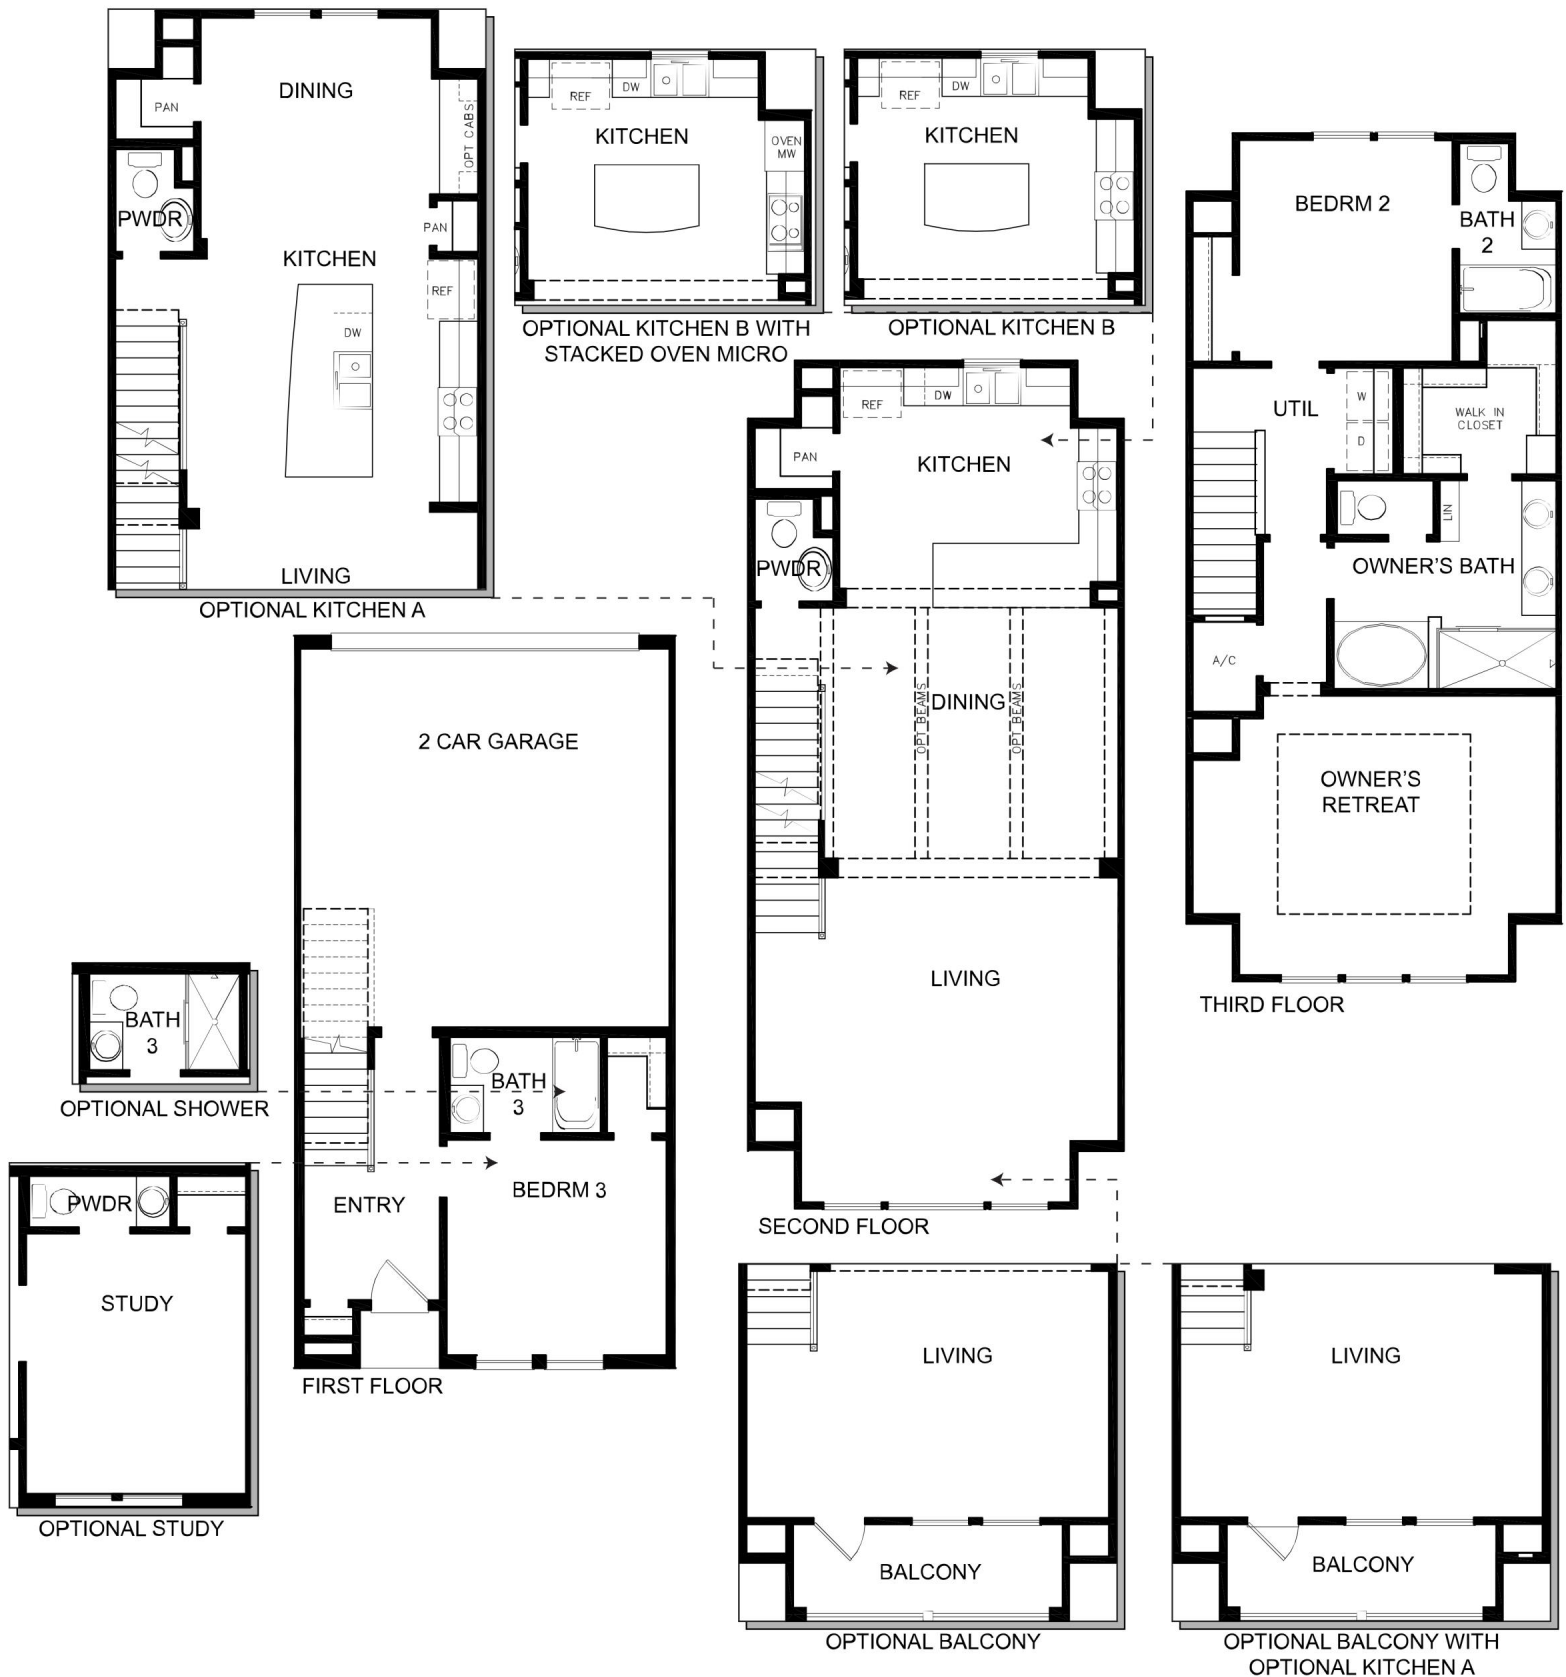 DINING
PAN
OPT CABS
PWDR
PAN
KITCHEN
REF
DW
LIVING
OPTIONAL KITCHEN A
REF
DW
KITCHEN
OVEN
MW
OPTIONAL KITCHEN B WITH
STACKED OVEN MICRO
REF
DW
KITCHEN
OPTIONAL KITCHEN B
BEDRM 2
BATH
2
UTIL
W
D
WALK IN
CLOSET
LIN
OWNER'S BATH
A/C
OWNER'S
RETREAT
THIRD FLOOR
REF
DW
PAN
KITCHEN
PWDR
OPT BEAMS
DINING
OPT BEAMS
LIVING
SECOND FLOOR
2 CAR GARAGE
BATH
3
ENTRY
BEDRM 3
FIRST FLOOR
BATH
3
OPTIONAL SHOWER
PWDR
STUDY
OPTIONAL STUDY
LIVING
BALCONY
OPTIONAL BALCONY
LIVING
BALCONY
OPTIONAL BALCONY WITH
OPTIONAL KITCHEN A